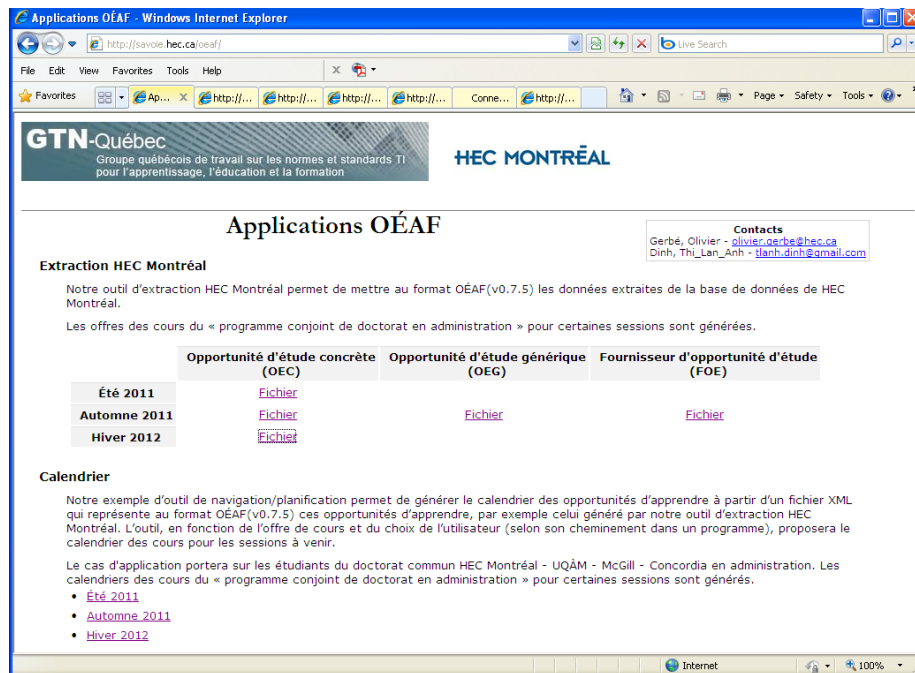 Applications OÉAF - Windows Internet Explorer
http://savoie.hec.ca/oeaf/
Live Search
File Edit View Favorites Tools Help
Favorites
Ap... http://... http://... http://... http://... Conne... http://...
Page Safety Tools
GTN-Québec
Groupe québécois de travail sur les normes et standards TI
pour l'apprentissage, l'éducation et la formation
HEC MONTRĒAL
Applications OÉAF
Contacts
Gerbé, Olivier - olivier.gerbe@hec.ca
Dinh, Thi_Lan_Anh - tlanh.dinh@gmail.com
Extraction HEC Montréal
Notre outil d'extraction HEC Montréal permet de mettre au format OÉAF(v0.7.5) les données extraites de la base de données de HEC
Montréal.
Les offres des cours du « programme conjoint de doctorat en administration » pour certaines sessions sont générées.
Opportunité d'étude concrète Opportunité d'étude générique Fournisseur d'opportunité d'étude
(OEC) (OEG) (FOE)
Été 2011 Fichier
Automne 2011 Fichier Fichier Fichier
Hiver 2012 Fichier
Calendrier
Notre exemple d'outil de navigation/planification permet de générer le calendrier des opportunités d'apprendre à partir d'un fichier XML
qui représente au format OÉAF(v0.7.5) ces opportunités d'apprendre, par exemple celui généré par notre outil d'extraction HEC
Montréal. L'outil, en fonction de l'offre de cours et du choix de l'utilisateur (selon son cheminement dans un programme), proposera le
calendrier des cours pour les sessions à venir.
Le cas d'application portera sur les étudiants du doctorat commun HEC Montréal - UQÀM - McGill - Concordia en administration. Les
calendriers des cours du « programme conjoint de doctorat en administration » pour certaines sessions sont générés.
• Été 2011
• Automne 2011
• Hiver 2012
Internet 100%